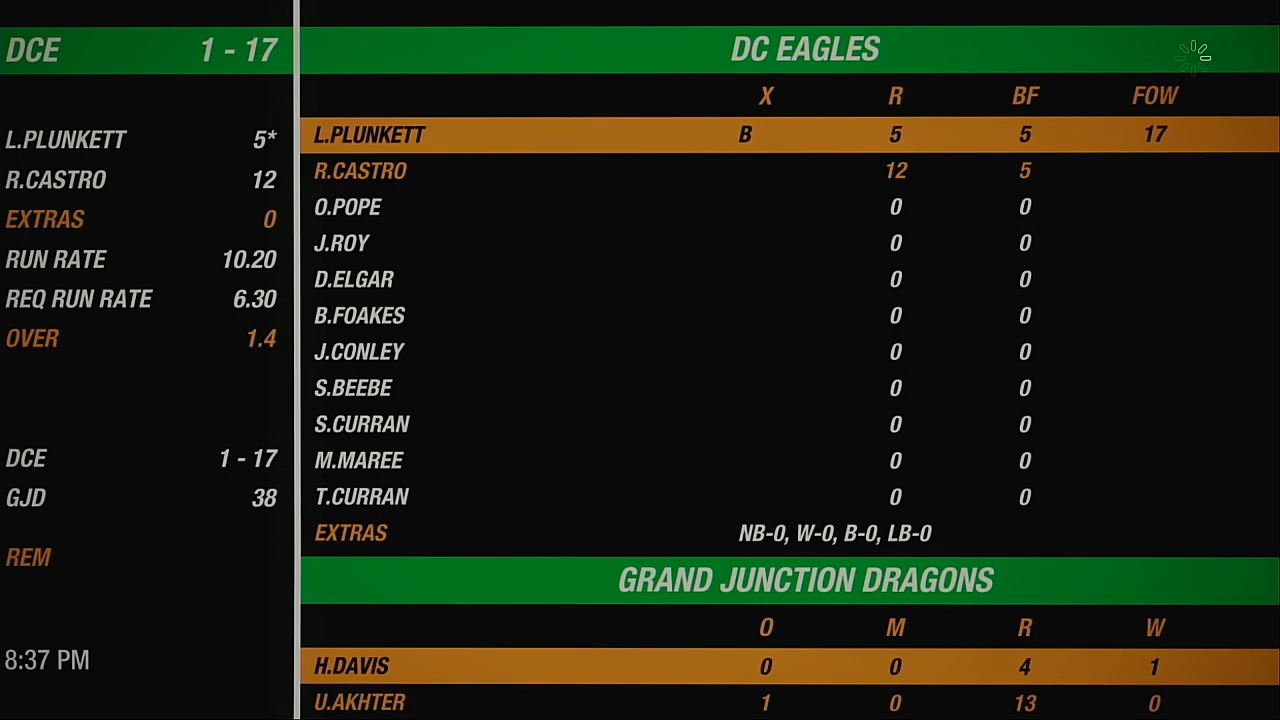 DCE 1 - 17
L.PLUNKETT 5*
R.CASTRO 12
EXTRAS 0
RUN RATE 10.20
REQ RUN RATE 6.30
OVER 1.4
DCE 1 - 17
GJD 38
REM
8:37 PM
DC EAGLES
X R BF FOW
L.PLUNKETT B 5 5 17
R.CASTRO 12 5
O.POPE 0 0
J.ROY 0 0
D.ELGAR 0 0
B.FOAKES 0 0
J.CONLEY 0 0
S.BEEBE 0 0
S.CURRAN 0 0
M.MAREE 0 0
T.CURRAN 0 0
EXTRAS NB-0, W-0, B-0, LB-0
GRAND JUNCTION DRAGONS
O M R W
H.DAVIS 0 0 4 1
U.AKHTER 1 0 13 0